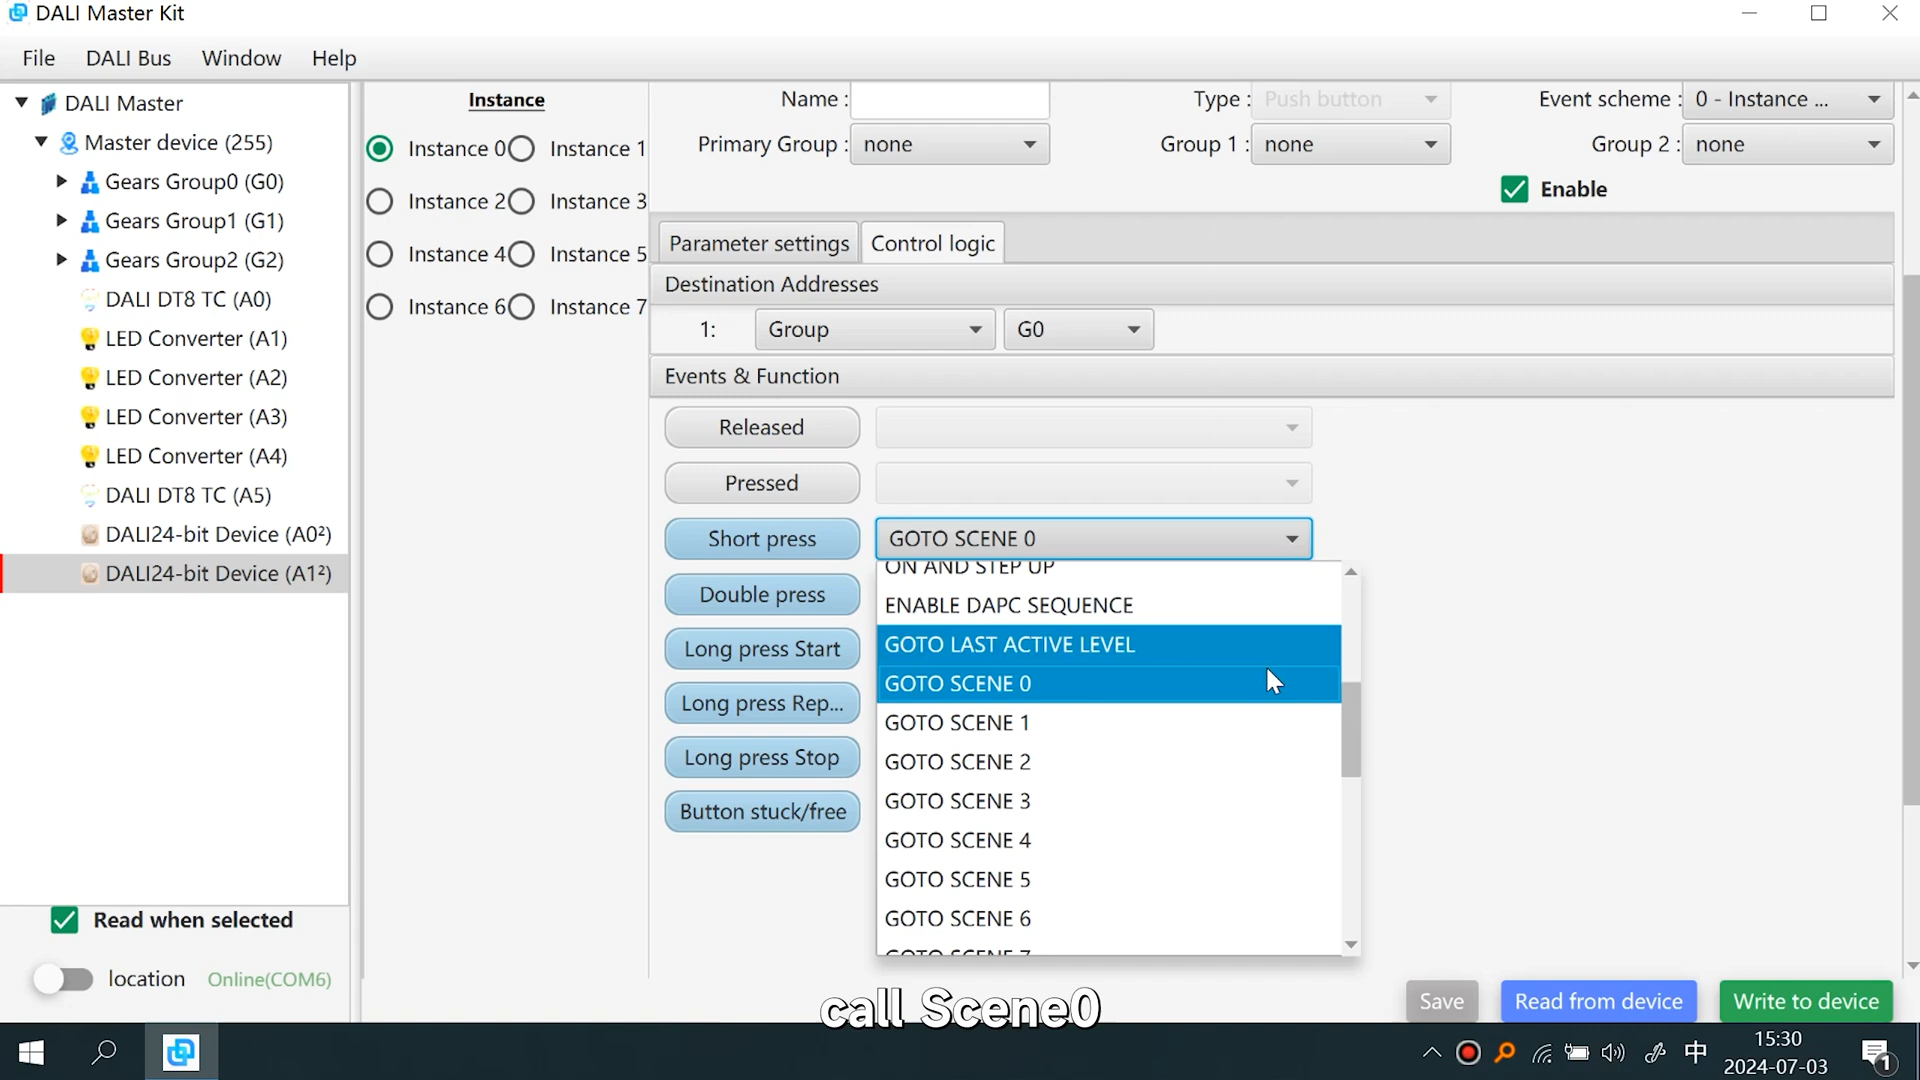 DALI Master Kit
File DALI Bus Window Help
DALI Master
Master device (255)
Gears Group0 (G0)
Gears Group1 (G1)
Gears Group2 (G2)
DALI DT8 TC (A0)
LED Converter (A1)
LED Converter (A2)
LED Converter (A3)
LED Converter (A4)
DALI DT8 TC (A5)
DALI24-bit Device (A0²)
DALI24-bit Device (A1²)
Read when selected
location Online(COM6)
Instance
Instance 0 Instance 1
Instance 2 Instance 3
Instance 4 Instance 5
Instance 6 Instance 7
Name : Type : Push button Event scheme : 0 - Instance ...
Primary Group : none Group 1 : none Group 2 : none
Enable
Parameter settings Control logic
Destination Addresses
1: Group G0
Events & Function
Released
Pressed
Short press GOTO SCENE 0
Double press
Long press Start
Long press Rep...
Long press Stop
Button stuck/free
ON AND STEP UP
ENABLE DAPC SEQUENCE
GOTO LAST ACTIVE LEVEL
GOTO SCENE 0
GOTO SCENE 1
GOTO SCENE 2
GOTO SCENE 3
GOTO SCENE 4
GOTO SCENE 5
GOTO SCENE 6
GOTO SCENE 7
Save Read from device Write to device
call Scene0
中
15:30
2024-07-03
1